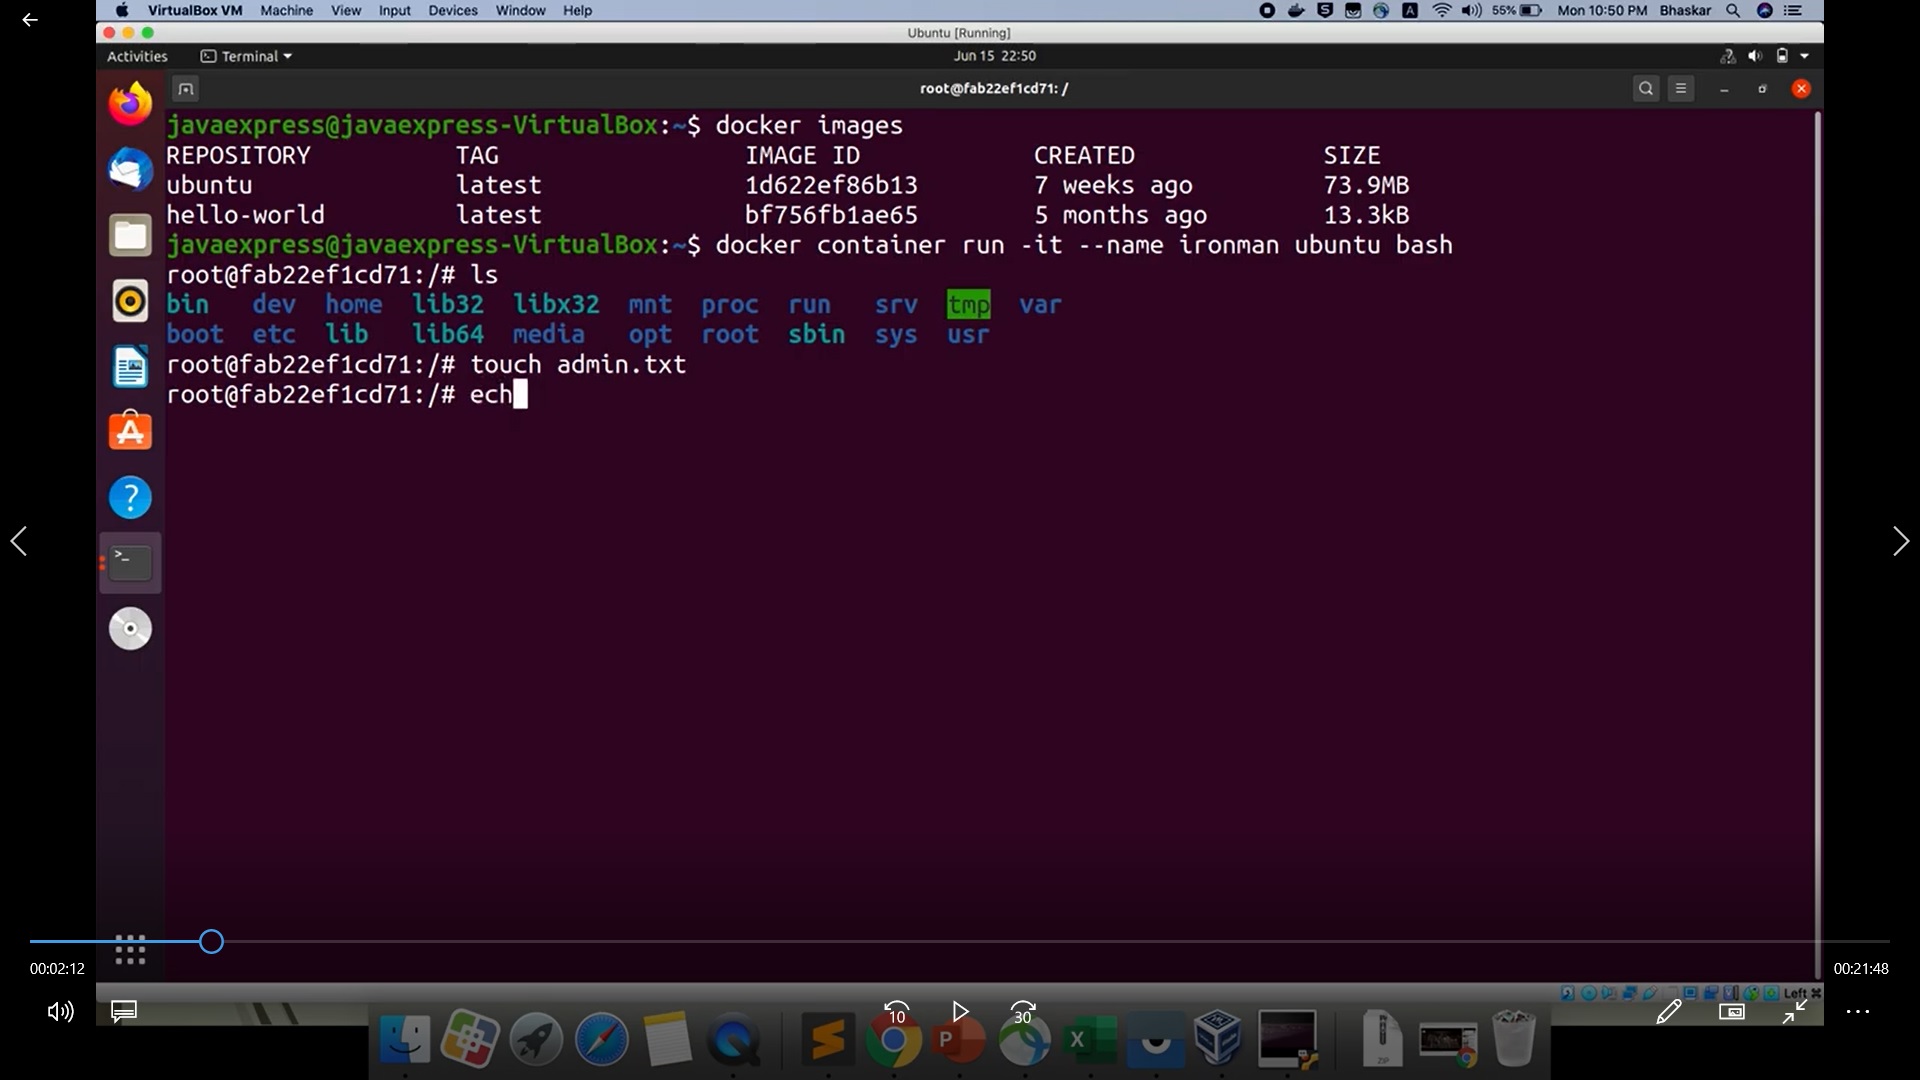 VirtualBox VM Machine View Input Devices Window Help 55% Mon 10:50 PM Bhaskar
Ubuntu [Running]
Activities Terminal Jun 15 22:50
root@fab22ef1cd71: /
javaexpress@javaexpress-VirtualBox:~$ docker images
REPOSITORY TAG IMAGE ID CREATED SIZE
ubuntu latest 1d622ef86b13 7 weeks ago 73.9MB
hello-world latest bf756fb1ae65 5 months ago 13.3kB
javaexpress@javaexpress-VirtualBox:~$ docker container run -it --name ironman ubuntu bash
root@fab22ef1cd71:/# ls
bin dev home lib32 libx32 mnt proc run srv tmp var
boot etc lib lib64 media opt root sbin sys usr
root@fab22ef1cd71:/# touch admin.txt
root@fab22ef1cd71:/# ech
00:02:12 00:21:48
Left ⌘
10 30
ZIP